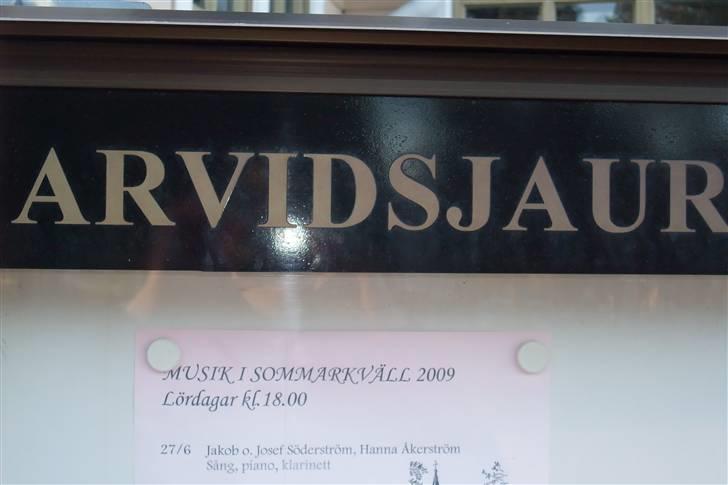 ARVIDSJAUR
MUSIK I SOMMARKVÄLL 2009
Lördagar kl.18.00
27/6 Jakob o. Josef Söderström, Hanna Åkerström
Sång, piano, klarinett